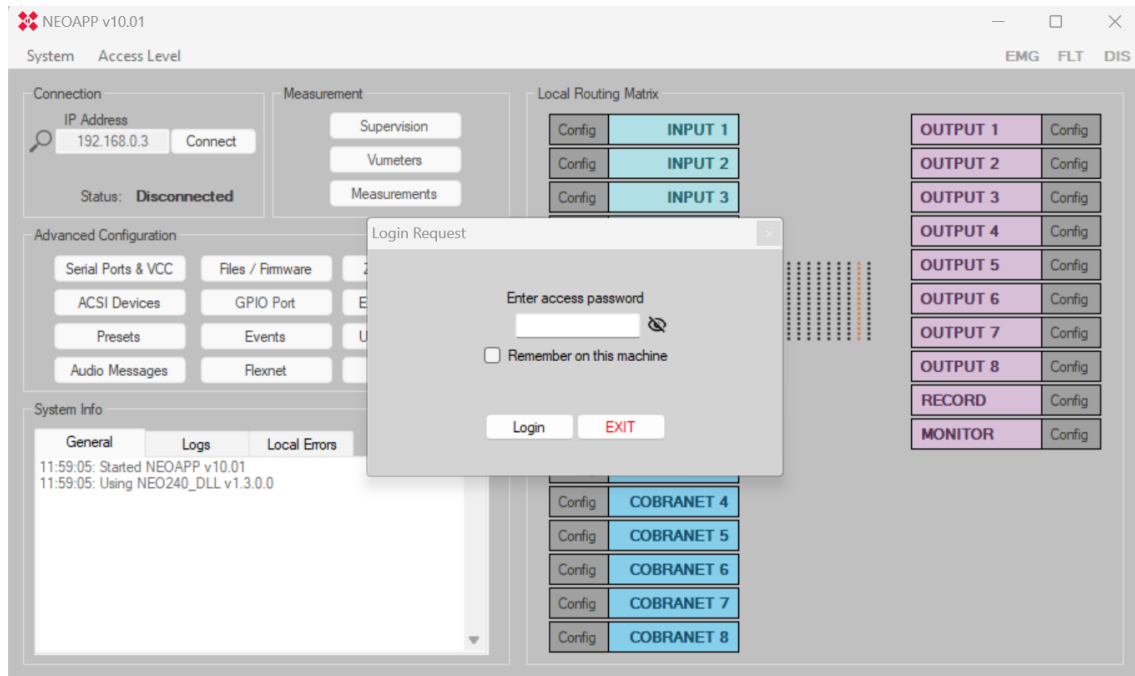 NEOAPP v10.01
System Access Level EMG FLT DIS
Connection
IP Address
192.168.0.3 Connect
Status: Disconnected
Measurement
Supervision
Vumeters
Measurements
Advanced Configuration
Serial Ports & VCC Files / Firmware
ACSI Devices GPIO Port
Presets Events
Audio Messages Flexnet
System Info
General Logs Local Errors
11:59:05: Started NEOAPP v10.01
11:59:05: Using NEO240_DLL v1.3.0.0
Login Request
Enter access password
Remember on this machine
Login EXIT
Local Routing Matrix
Config INPUT 1
Config INPUT 2
Config INPUT 3
Config COBRANET 4
Config COBRANET 5
Config COBRANET 6
Config COBRANET 7
Config COBRANET 8
OUTPUT 1 Config
OUTPUT 2 Config
OUTPUT 3 Config
OUTPUT 4 Config
OUTPUT 5 Config
OUTPUT 6 Config
OUTPUT 7 Config
OUTPUT 8 Config
RECORD Config
MONITOR Config